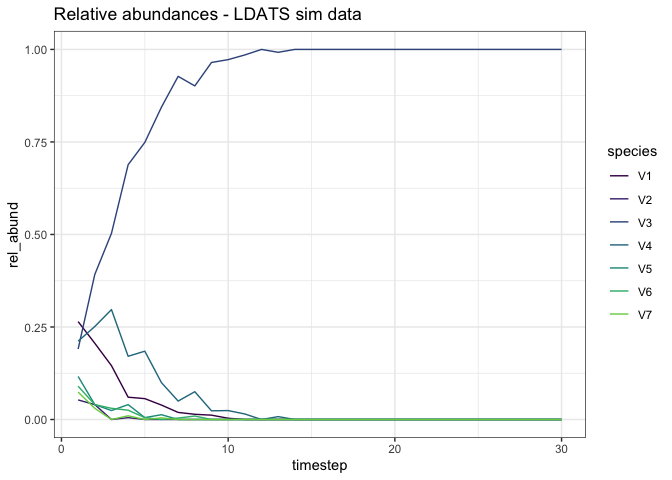 Relative abundances - LDATS sim data
1.00
0.75
0.50
0.25
0.00
rel_abund
0
10
20
30
timestep
species
V1
V2
V3
V4
V5
V6
V7